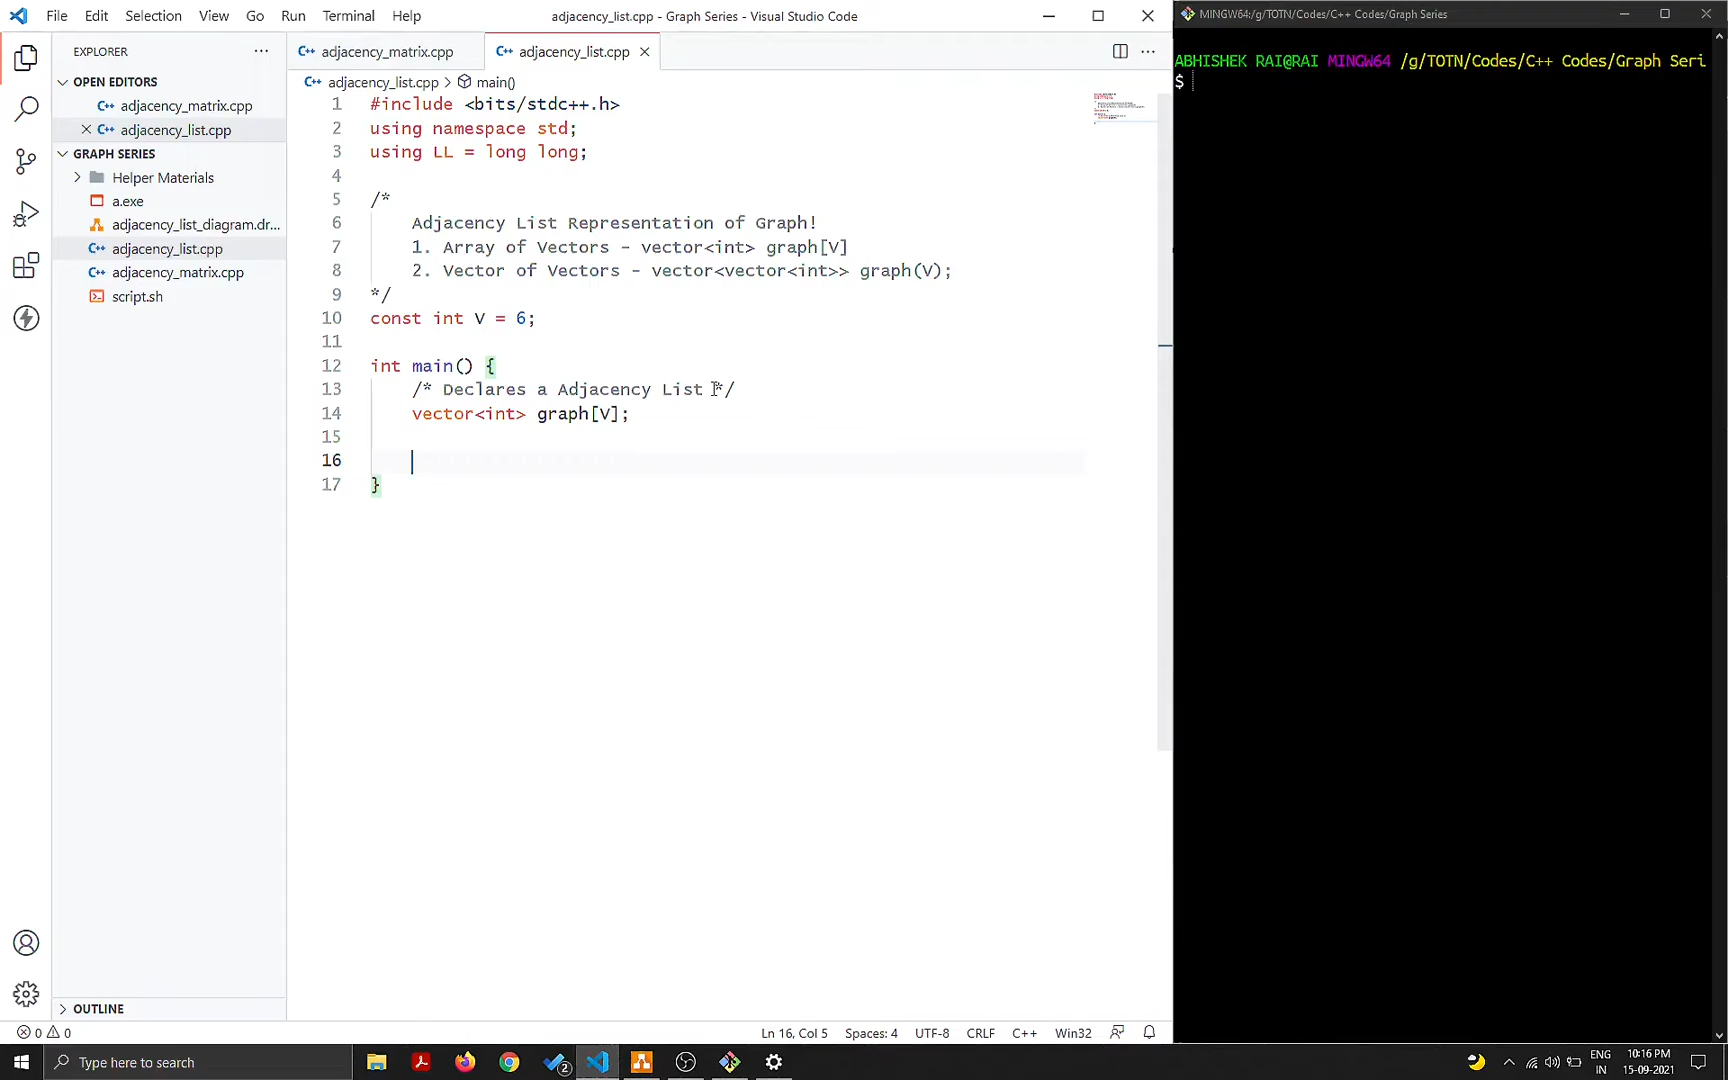 File Edit Selection View Go Run Terminal Help
adjacency_list.cpp - Graph Series - Visual Studio Code
MINGW64:/g/TOTN/Codes/C++ Codes/Graph Series
EXPLORER
OPEN EDITORS
adjacency_matrix.cpp
adjacency_list.cpp
GRAPH SERIES
Helper Materials
a.exe
adjacency_list_diagram.dr...
adjacency_list.cpp
adjacency_matrix.cpp
script.sh
OUTLINE
adjacency_matrix.cpp
adjacency_list.cpp
adjacency_list.cpp > main()
1 #include <bits/stdc++.h>
2 using namespace std;
3 using LL = long long;
4
5 /*
6 Adjacency List Representation of Graph!
7 1. Array of Vectors - vector<int> graph[V]
8 2. Vector of Vectors - vector<vector<int>> graph(V);
9 */
10 const int V = 6;
11
12 int main() {
13 /* Declares a Adjacency List */
14 vector<int> graph[V];
15
16
17 }
ABHISHEK RAI@RAI MINGW64 /g/TOTN/Codes/C++ Codes/Graph Seri
$
0 0
Ln 16, Col 5 Spaces: 4 UTF-8 CRLF C++ Win32
Type here to search
2
ENG
IN
10:16 PM
15-09-2021